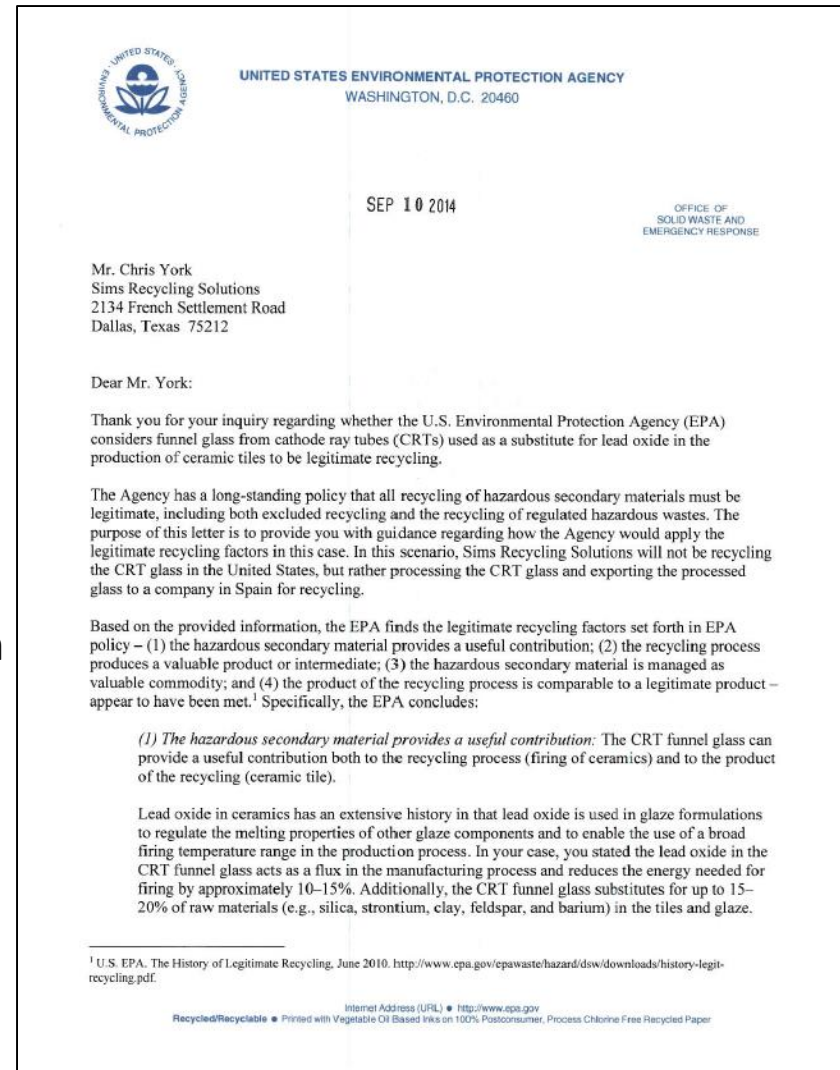 UNITED STATES
ENVIRONMENTAL PROTECTION AGENCY
UNITED STATES ENVIRONMENTAL PROTECTION AGENCY
WASHINGTON, D.C. 20460
SEP 10 2014
OFFICE OF
SOLID WASTE AND
EMERGENCY RESPONSE
Mr. Chris York
Sims Recycling Solutions
2134 French Settlement Road
Dallas, Texas 75212
Dear Mr. York:
Thank you for your inquiry regarding whether the U.S. Environmental Protection Agency (EPA)
considers funnel glass from cathode ray tubes (CRTs) used as a substitute for lead oxide in the
production of ceramic tiles to be legitimate recycling.
The Agency has a long-standing policy that all recycling of hazardous secondary materials must be
legitimate, including both excluded recycling and the recycling of regulated hazardous wastes. The
purpose of this letter is to provide you with guidance regarding how the Agency would apply the
legitimate recycling factors in this case. In this scenario, Sims Recycling Solutions will not be recycling
the CRT glass in the United States, but rather processing the CRT glass and exporting the processed
glass to a company in Spain for recycling.
n
Based on the provided information, the EPA finds the legitimate recycling factors set forth in EPA
policy – (1) the hazardous secondary material provides a useful contribution; (2) the recycling process
produces a valuable product or intermediate; (3) the hazardous secondary material is managed as
valuable commodity; and (4) the product of the recycling process is comparable to a legitimate product –
appear to have been met.¹ Specifically, the EPA concludes:
(1) The hazardous secondary material provides a useful contribution: The CRT funnel glass can
provide a useful contribution both to the recycling process (firing of ceramics) and to the product
of the recycling (ceramic tile).
Lead oxide in ceramics has an extensive history in that lead oxide is used in glaze formulations
to regulate the melting properties of other glaze components and to enable the use of a broad
firing temperature range in the production process. In your case, you stated the lead oxide in the
CRT funnel glass acts as a flux in the manufacturing process and reduces the energy needed for
firing by approximately 10–15%. Additionally, the CRT funnel glass substitutes for up to 15–
20% of raw materials (e.g., silica, strontium, clay, feldspar, and barium) in the tiles and glaze.
¹ U.S. EPA. The History of Legitimate Recycling, June 2010. http://www.epa.gov/epawaste/hazard/dsw/downloads/history-legit-
recycling.pdf.
Internet Address (URL) • http://www.epa.gov
Recycled/Recyclable • Printed with Vegetable Oil Based Inks on 100% Postconsumer, Process Chlorine Free Recycled Paper